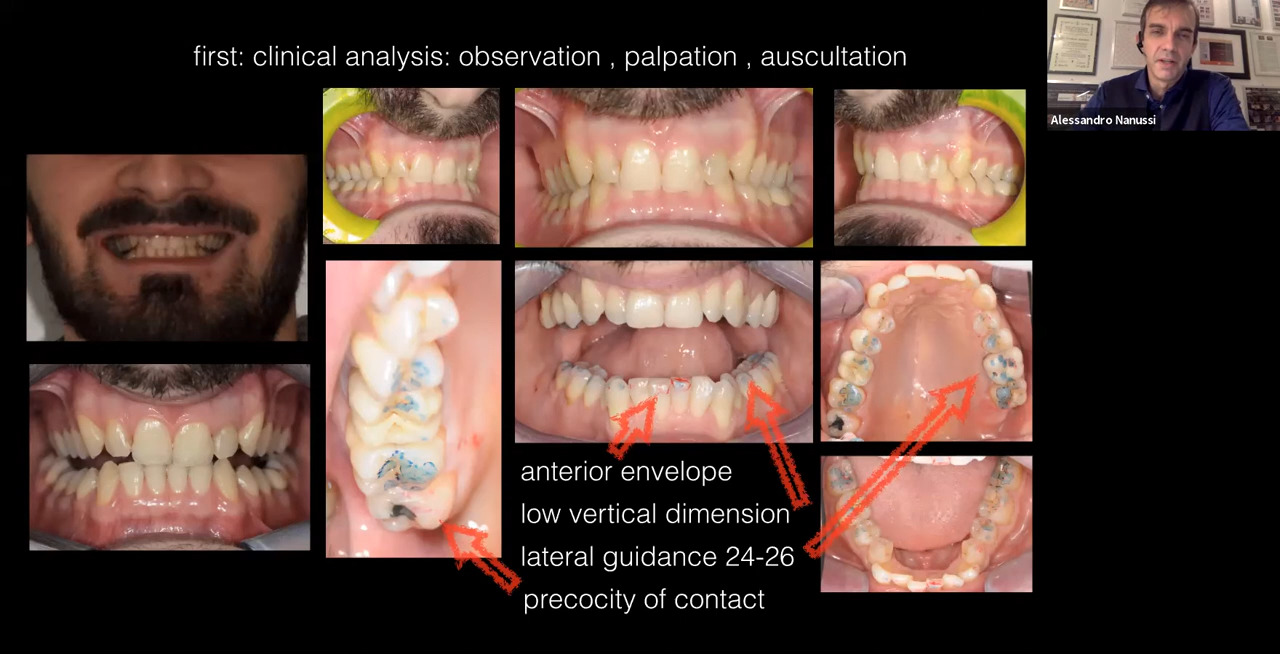 first: clinical analysis: observation , palpation , auscultation
Alessandro Nanussi
anterior envelope
low vertical dimension
lateral guidance 24-26
precocity of contact